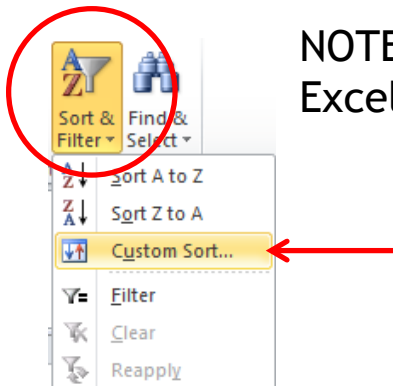 NOTE
Excel
Sort & Filter
Find & Select
Sort A to Z
Sort Z to A
Custom Sort...
Filter
Clear
Reapply